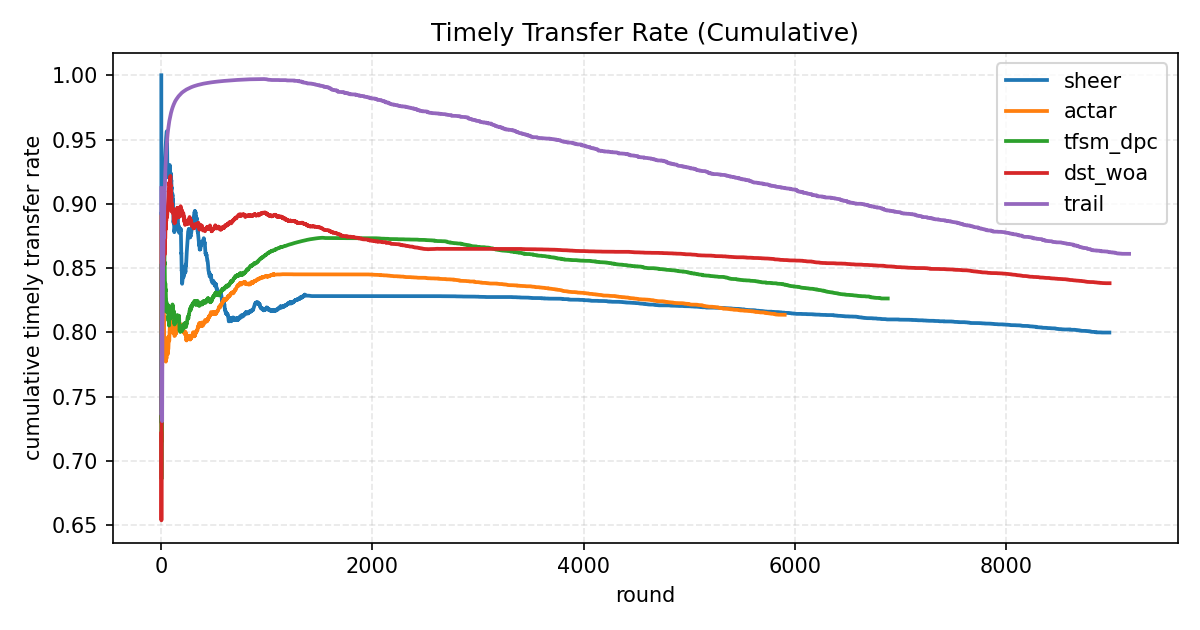 Timely Transfer Rate (Cumulative)
cumulative timely transfer rate
1.00
0.95
0.90
0.85
0.80
0.75
0.70
0.65
sheer
actar
tfsm_dpc
dst_woa
trail
0 2000 4000 6000 8000
round